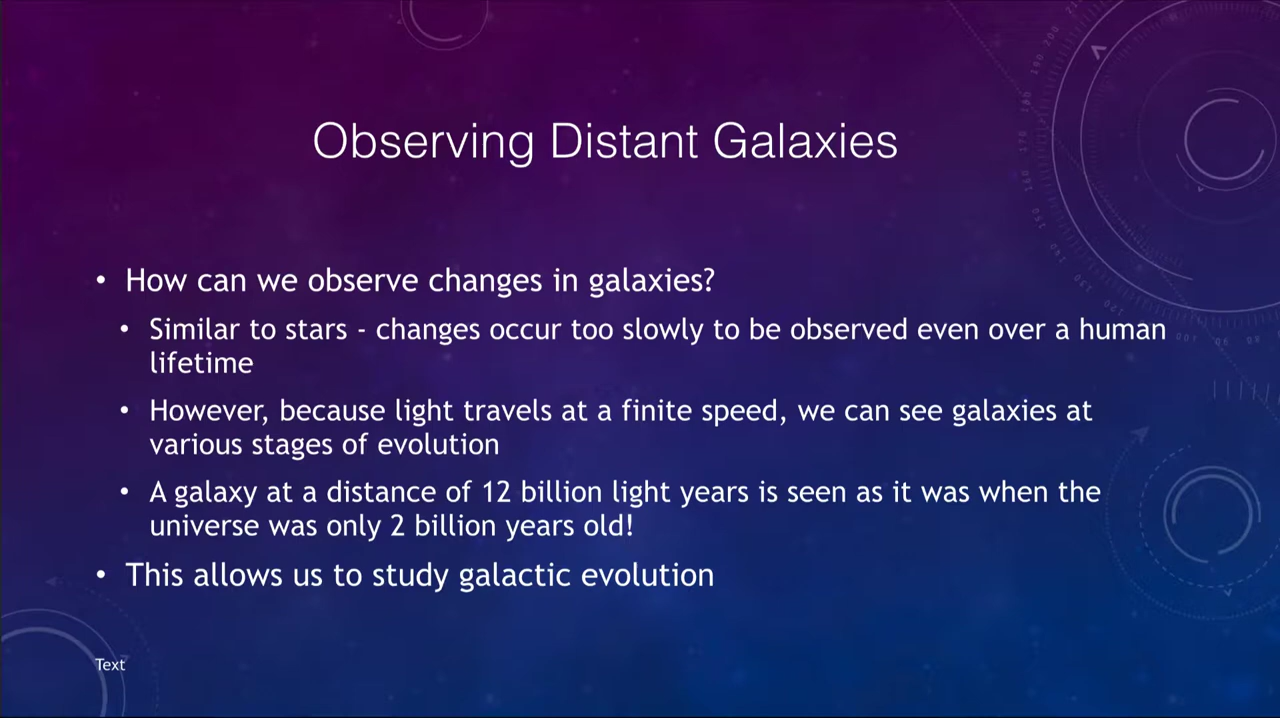 Observing Distant Galaxies
• How can we observe changes in galaxies?
• Similar to stars - changes occur too slowly to be observed even over a human
lifetime
• However, because light travels at a finite speed, we can see galaxies at
various stages of evolution
• A galaxy at a distance of 12 billion light years is seen as it was when the
universe was only 2 billion years old!
• This allows us to study galactic evolution
Text